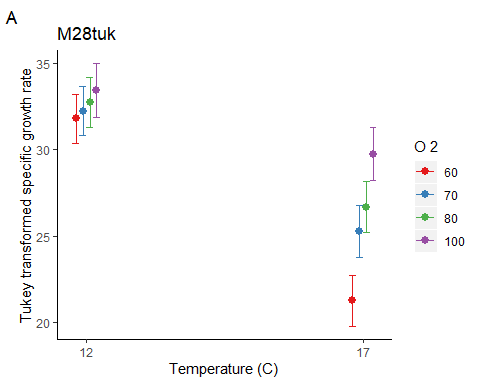 A
M28tuk
Tukey transformed specific growth rate
35
30
25
20
12
17
Temperature (C)
O 2
60
70
80
100